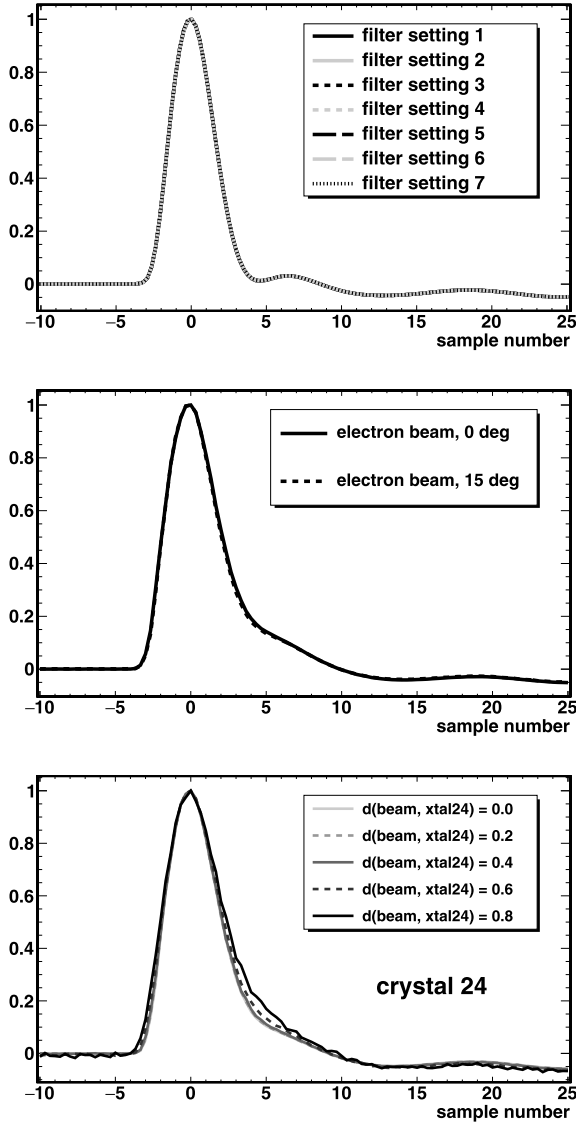 1
0.8
0.6
0.4
0.2
0
filter setting 1
filter setting 2
filter setting 3
filter setting 4
filter setting 5
filter setting 6
filter setting 7
−10 −5 0 5 10 15 20 25
sample number
1
0.8
0.6
0.4
0.2
0
electron beam, 0 deg
electron beam, 15 deg
−10 −5 0 5 10 15 20 25
sample number
1
0.8
0.6
0.4
0.2
0
d(beam, xtal24) = 0.0
d(beam, xtal24) = 0.2
d(beam, xtal24) = 0.4
d(beam, xtal24) = 0.6
d(beam, xtal24) = 0.8
crystal 24
−10 −5 0 5 10 15 20 25
sample number